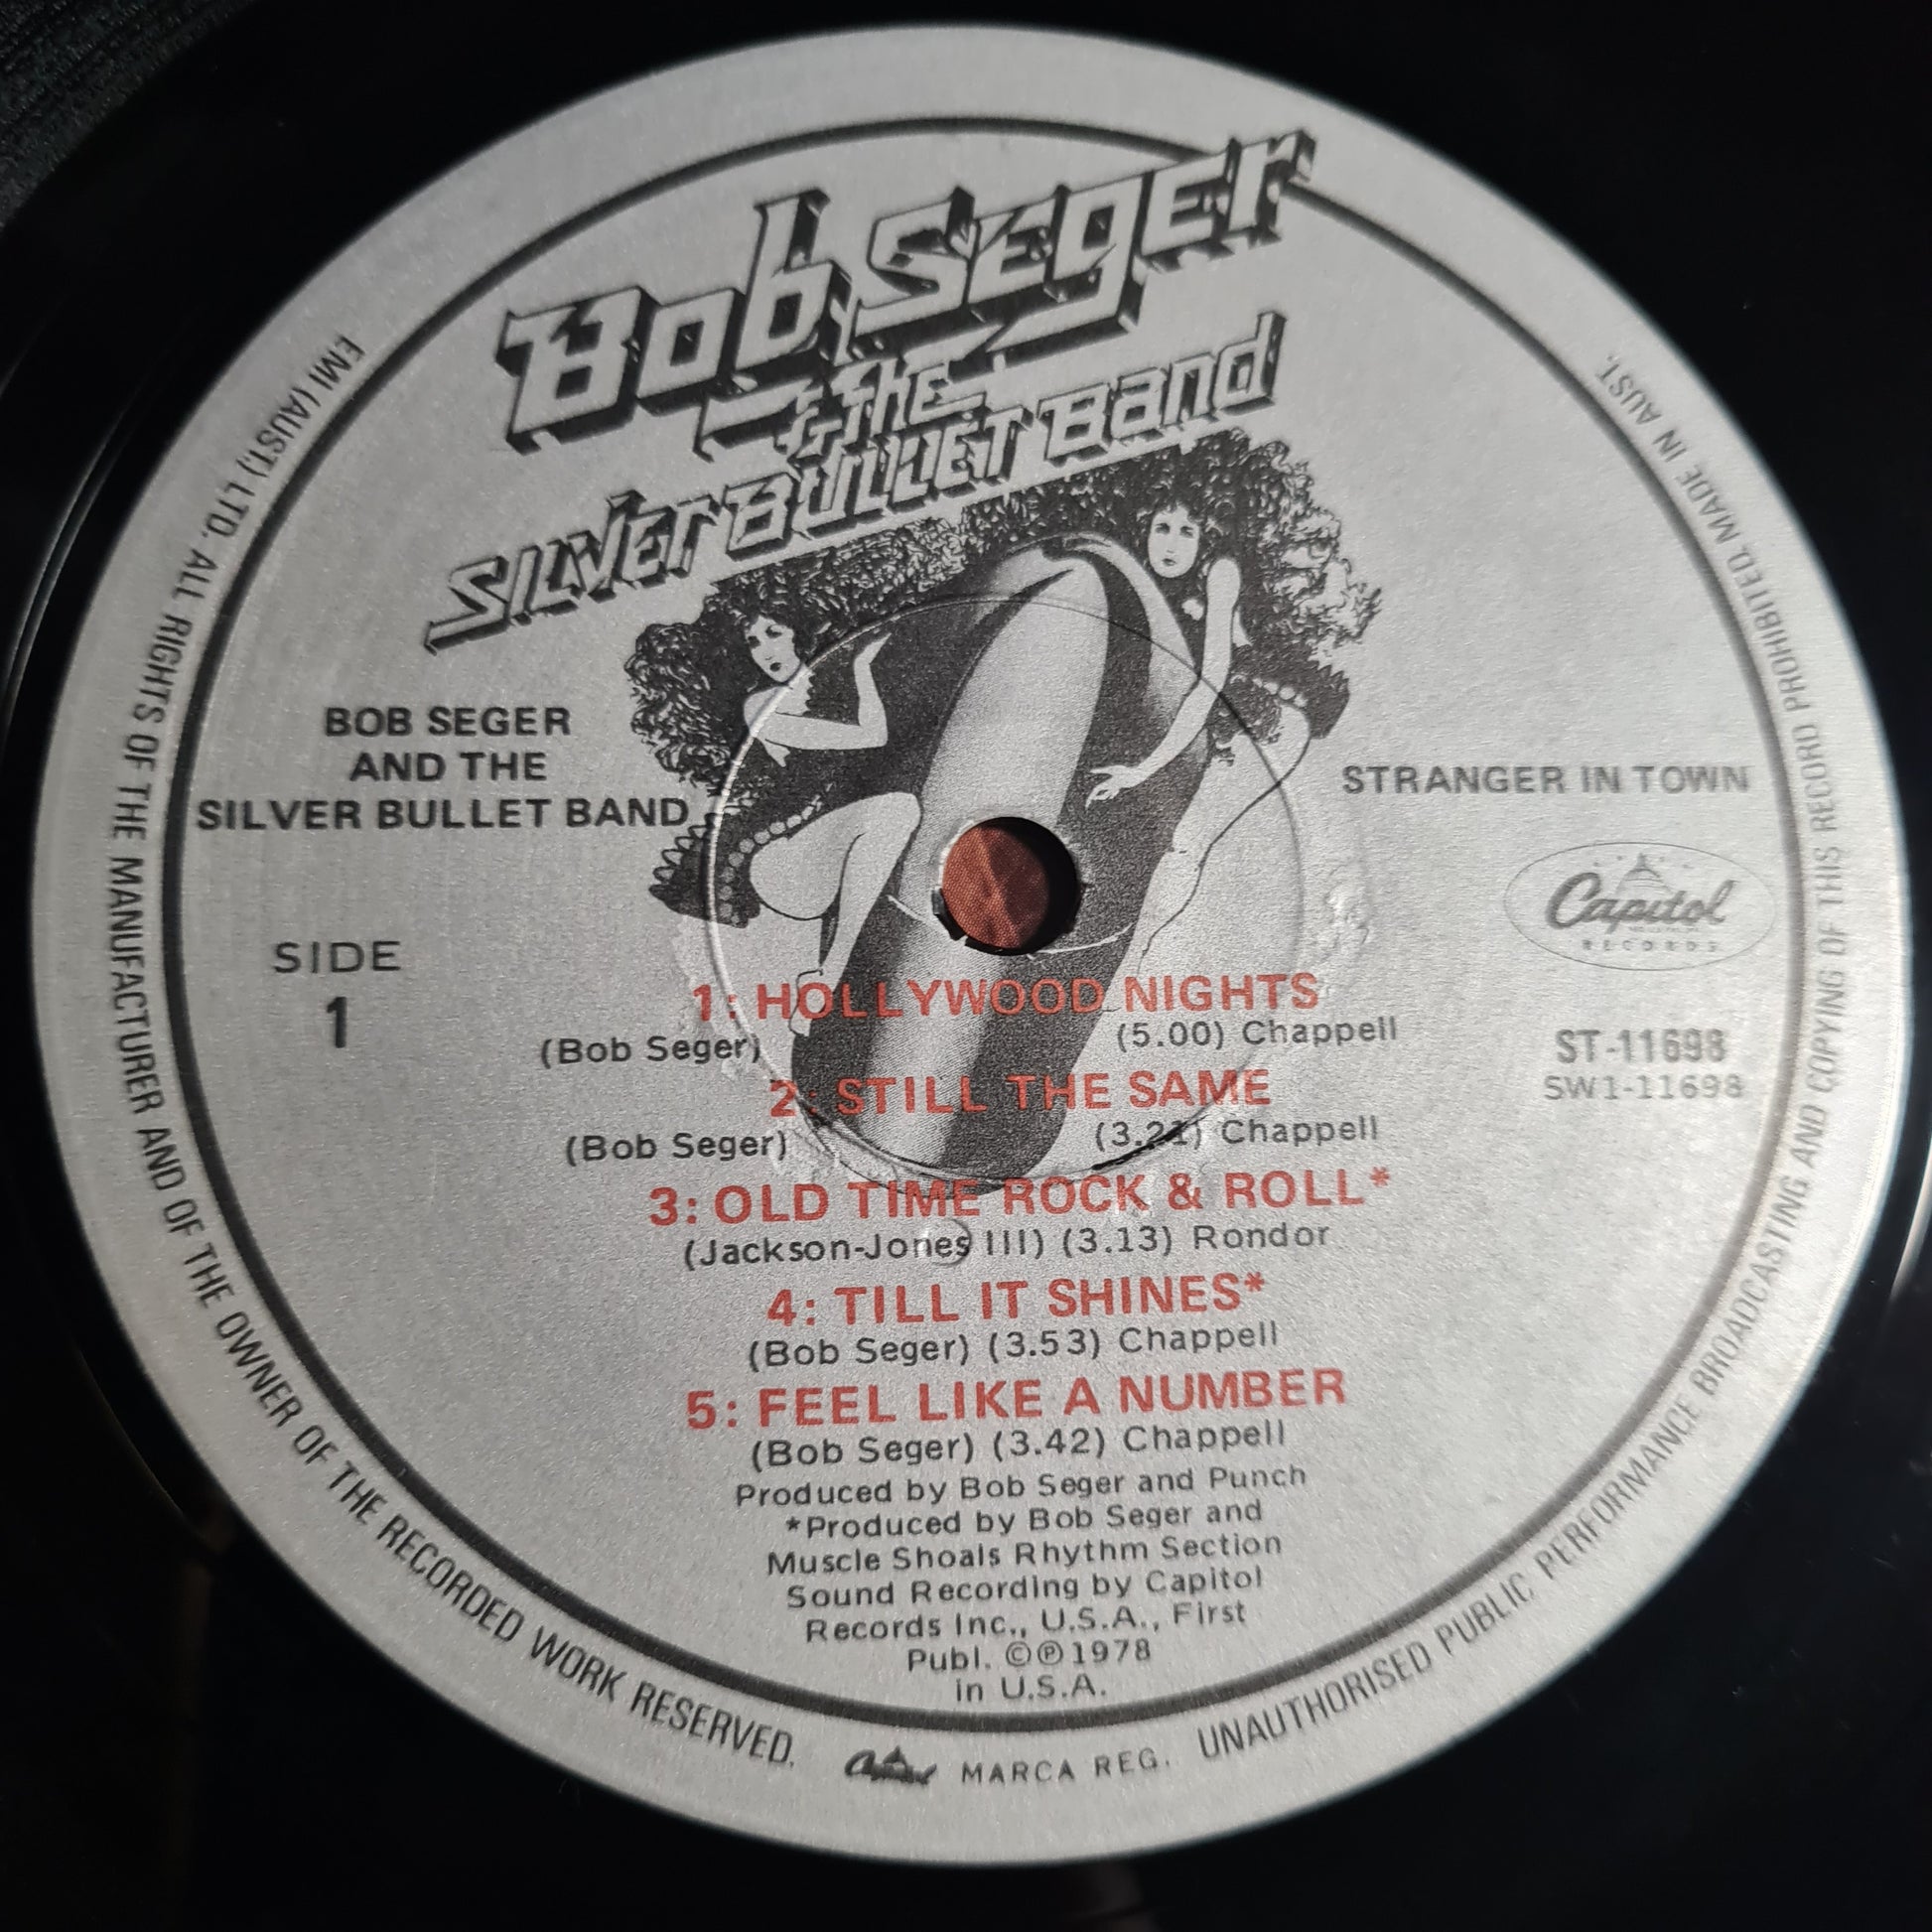 Bob Seger
& the
SILVER BULLET Band
BOB SEGER
AND THE
SILVER BULLET BAND
STRANGER IN TOWN
Capitol
RECORDS
SIDE
1
ST-11698
SW1-11698
1: HOLLYWOOD NIGHTS
(Bob Seger) (5.00) Chappell
2: STILL THE SAME
(Bob Seger) (3.21) Chappell
3: OLD TIME ROCK & ROLL*
(Jackson-Jones III) (3.13) Rondor
4: TILL IT SHINES*
(Bob Seger) (3.53) Chappell
5: FEEL LIKE A NUMBER
(Bob Seger) (3.42) Chappell
Produced by Bob Seger and Punch
*Produced by Bob Seger and
Muscle Shoals Rhythm Section
Sound Recording by Capitol
Records Inc., U.S.A., First
Publ. ©℗1978
in U.S.A.
EMI (AUST.) LTD. ALL RIGHTS OF THE MANUFACTURER AND OF THE OWNER OF THE RECORDED WORK RESERVED.
Capitol MARCA REG.
UNAUTHORISED PUBLIC PERFORMANCE BROADCASTING AND COPYING OF THIS RECORD PROHIBITED. MADE IN AUST.